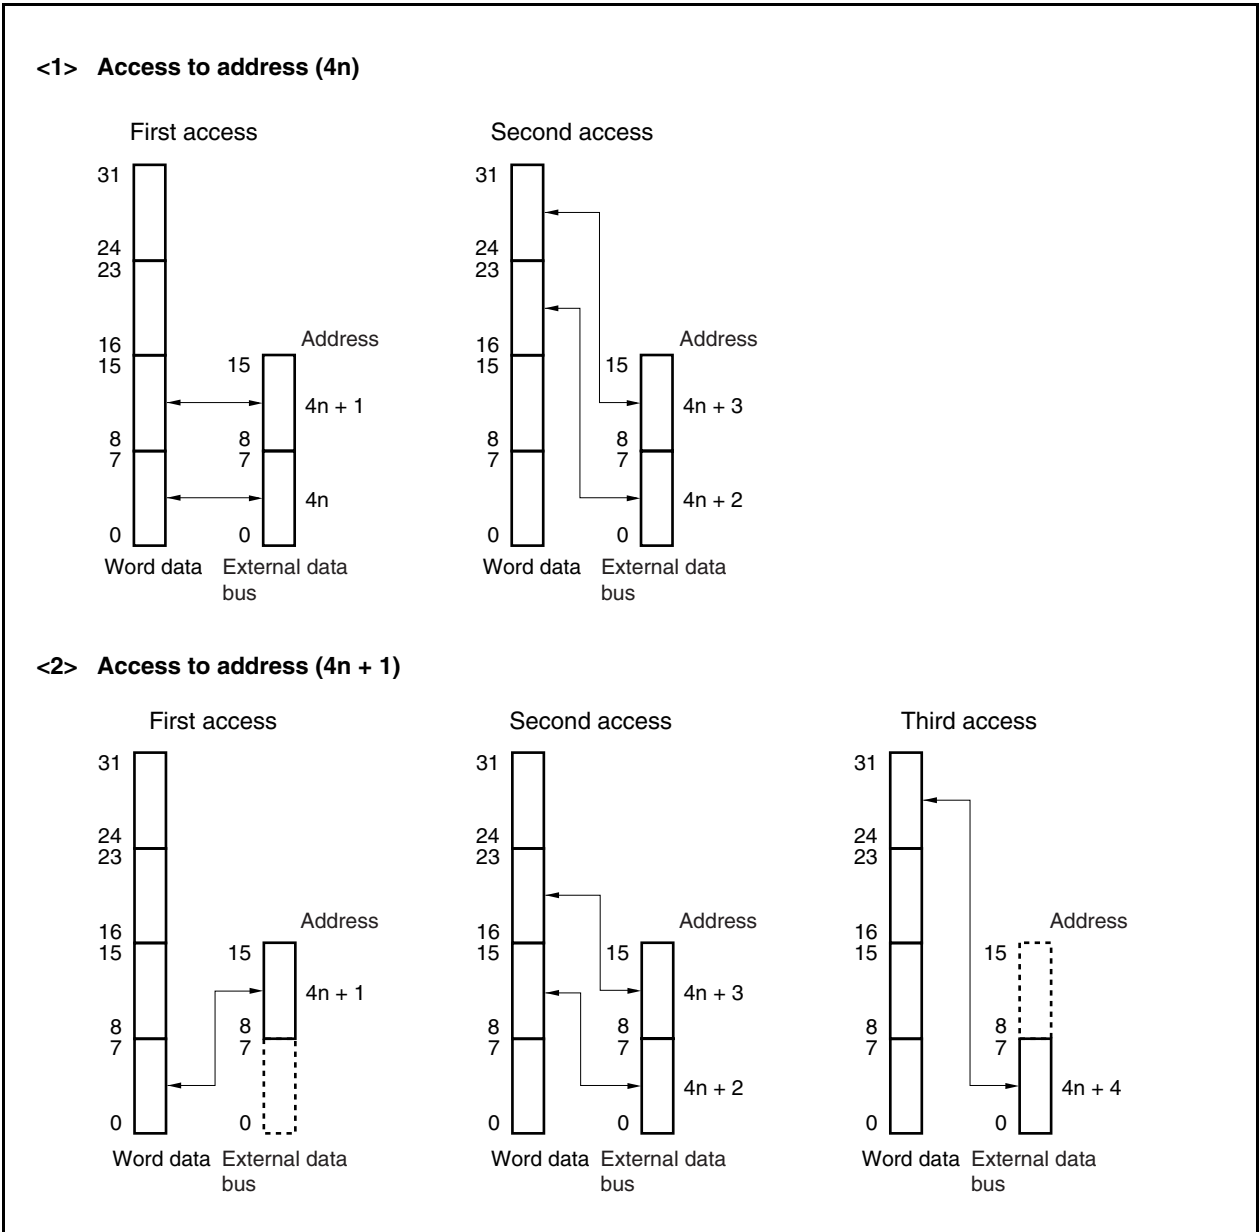 <1> Access to address (4n)
First access
Second access
31
24
23
16
15
8
7
0
Address
15
4n + 1
8
7
4n
0
Word data
External data
bus
31
24
23
16
15
8
7
0
Address
15
4n + 3
8
7
4n + 2
0
Word data
External data
bus
<2> Access to address (4n + 1)
First access
Second access
Third access
31
24
23
16
15
8
7
0
Address
15
4n + 1
8
7
0
Word data
External data
bus
31
24
23
16
15
8
7
0
Address
15
4n + 3
8
7
4n + 2
0
Word data
External data
bus
31
24
23
16
15
8
7
0
Address
15
8
7
4n + 4
0
Word data
External data
bus